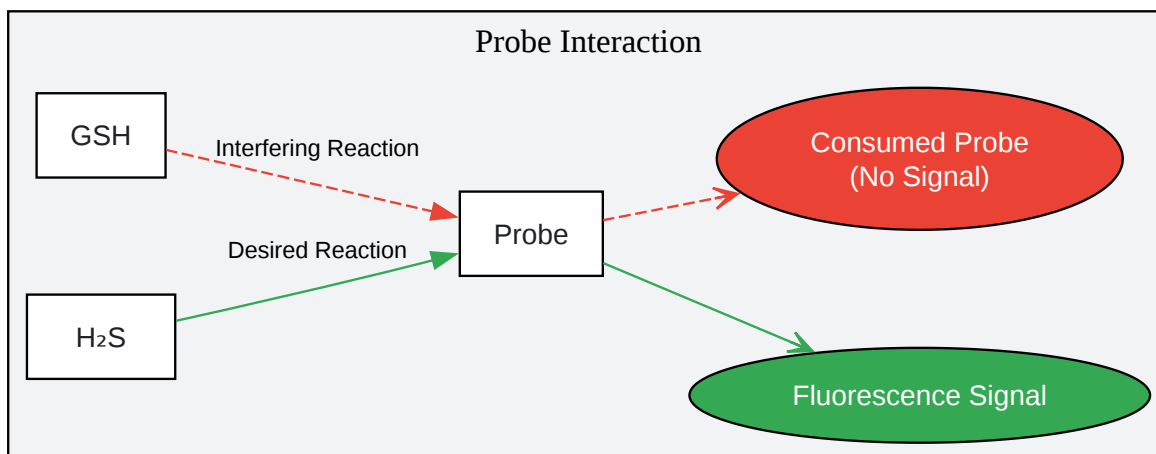 Probe Interaction
GSH
Interfering Reaction
Consumed Probe
(No Signal)
Probe
Desired Reaction
H₂S
Fluorescence Signal